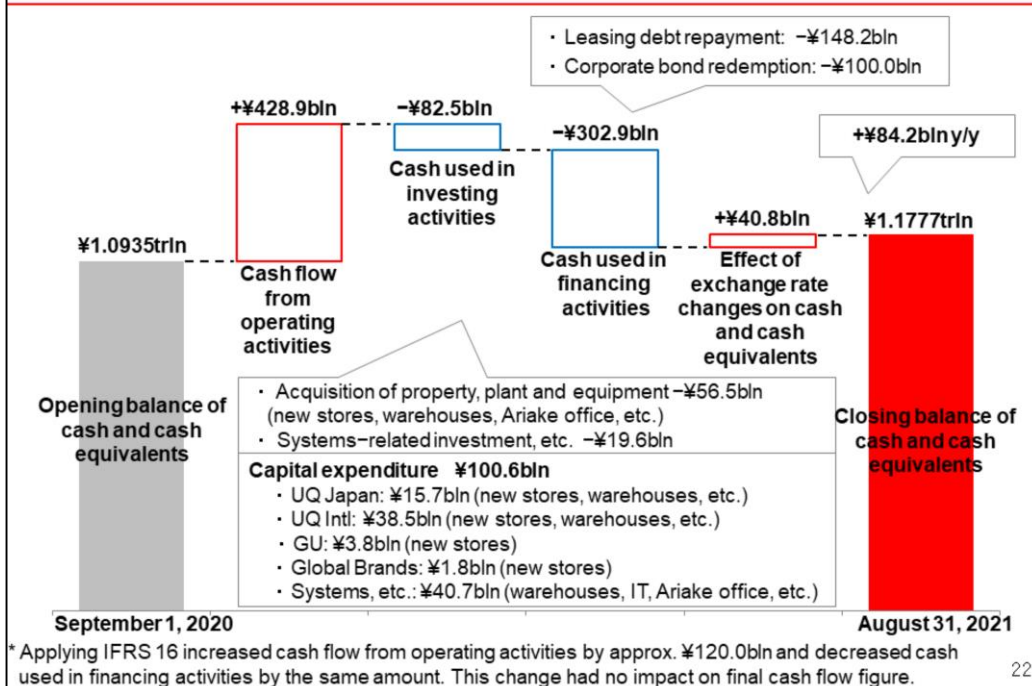 · Leasing debt repayment: −¥148.2bln
· Corporate bond redemption: −¥100.0bln
+¥428.9bln
−¥82.5bln
−¥302.9bln
+¥84.2bln y/y
Cash used in
investing
activities
¥1.0935trln
+¥40.8bln
¥1.1777trln
Cash flow
from
operating
activities
Cash used in
financing
activities
Effect of
exchange rate
changes on cash
and cash
equivalents
Opening balance of
cash and cash
equivalents
· Acquisition of property, plant and equipment −¥56.5bln
(new stores, warehouses, Ariake office, etc.)
· Systems−related investment, etc. −¥19.6bln
Capital expenditure ¥100.6bln
· UQ Japan: ¥15.7bln (new stores, warehouses, etc.)
· UQ Intl: ¥38.5bln (new stores, warehouses, etc.)
· GU: ¥3.8bln (new stores)
· Global Brands: ¥1.8bln (new stores)
· Systems, etc.: ¥40.7bln (warehouses, IT, Ariake office, etc.)
Closing balance of
cash and cash
equivalents
September 1, 2020
August 31, 2021
* Applying IFRS 16 increased cash flow from operating activities by approx. ¥120.0bln and decreased cash
used in financing activities by the same amount. This change had no impact on final cash flow figure.
22